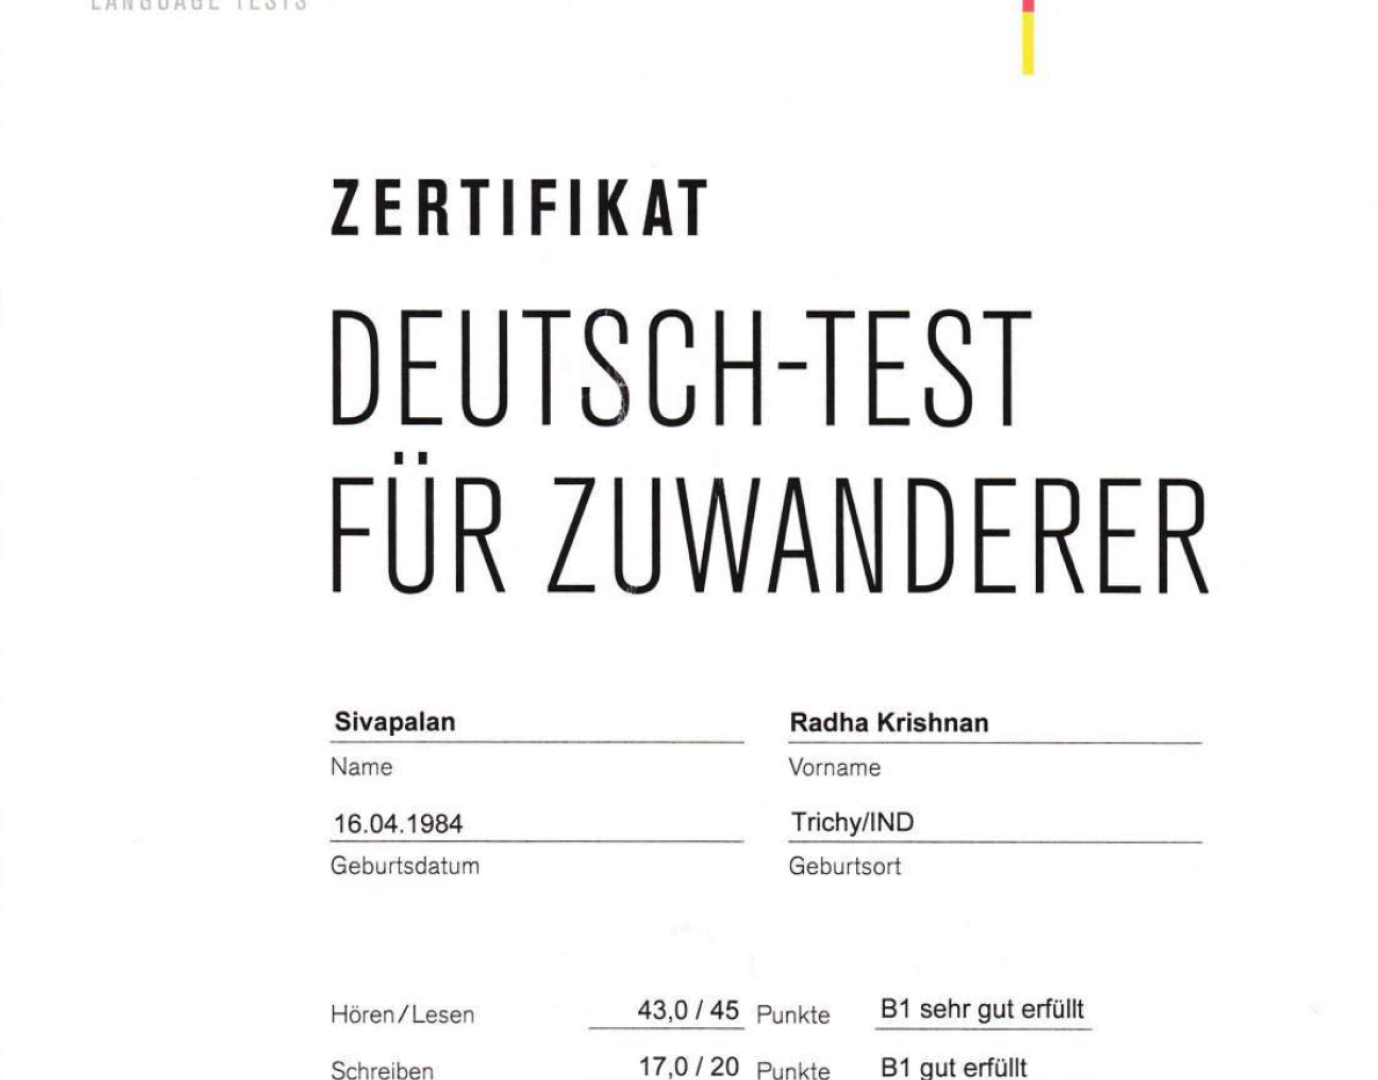 LANGUAGE TESTS
ZERTIFIKAT
DEUTSCH-TEST
FÜR ZUWANDERER
Sivapalan Radha Krishnan
Name Vorname
16.04.1984 Trichy/IND
Geburtsdatum Geburtsort
Hören/Lesen 43,0 / 45 Punkte B1 sehr gut erfüllt
Schreiben 17,0 / 20 Punkte B1 gut erfüllt